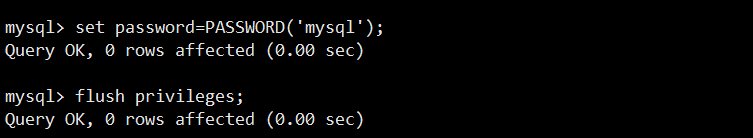 mysql> set password=PASSWORD('mysql');
Query OK, 0 rows affected (0.00 sec)
mysql> flush privileges;
Query OK, 0 rows affected (0.00 sec)